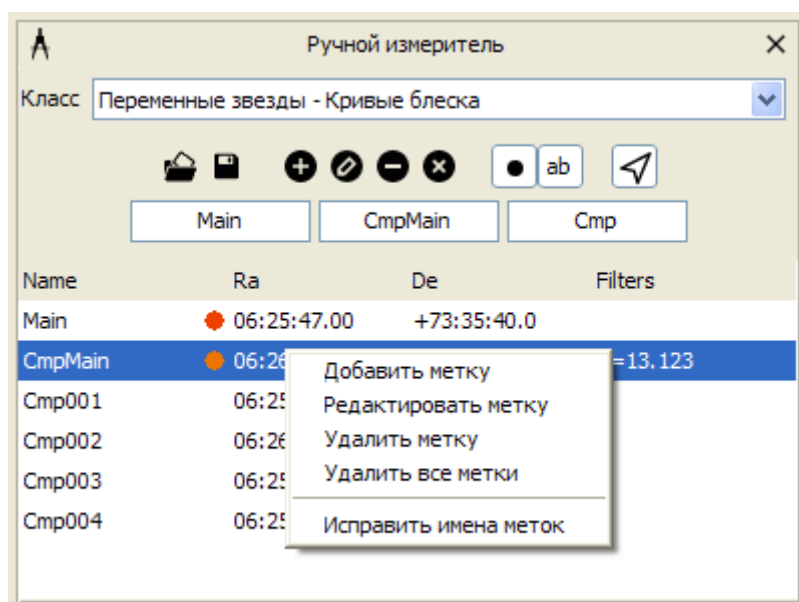 Ручной измеритель
Класс Переменные звезды - Кривые блеска
ab
Main CmpMain Cmp
Name Ra De Filters
Main 06:25:47.00 +73:35:40.0
CmpMain 06:26 =13.123
Cmp001 06:25
Cmp002 06:26
Cmp003 06:25
Cmp004 06:25
Добавить метку
Редактировать метку
Удалить метку
Удалить все метки
Исправить имена меток